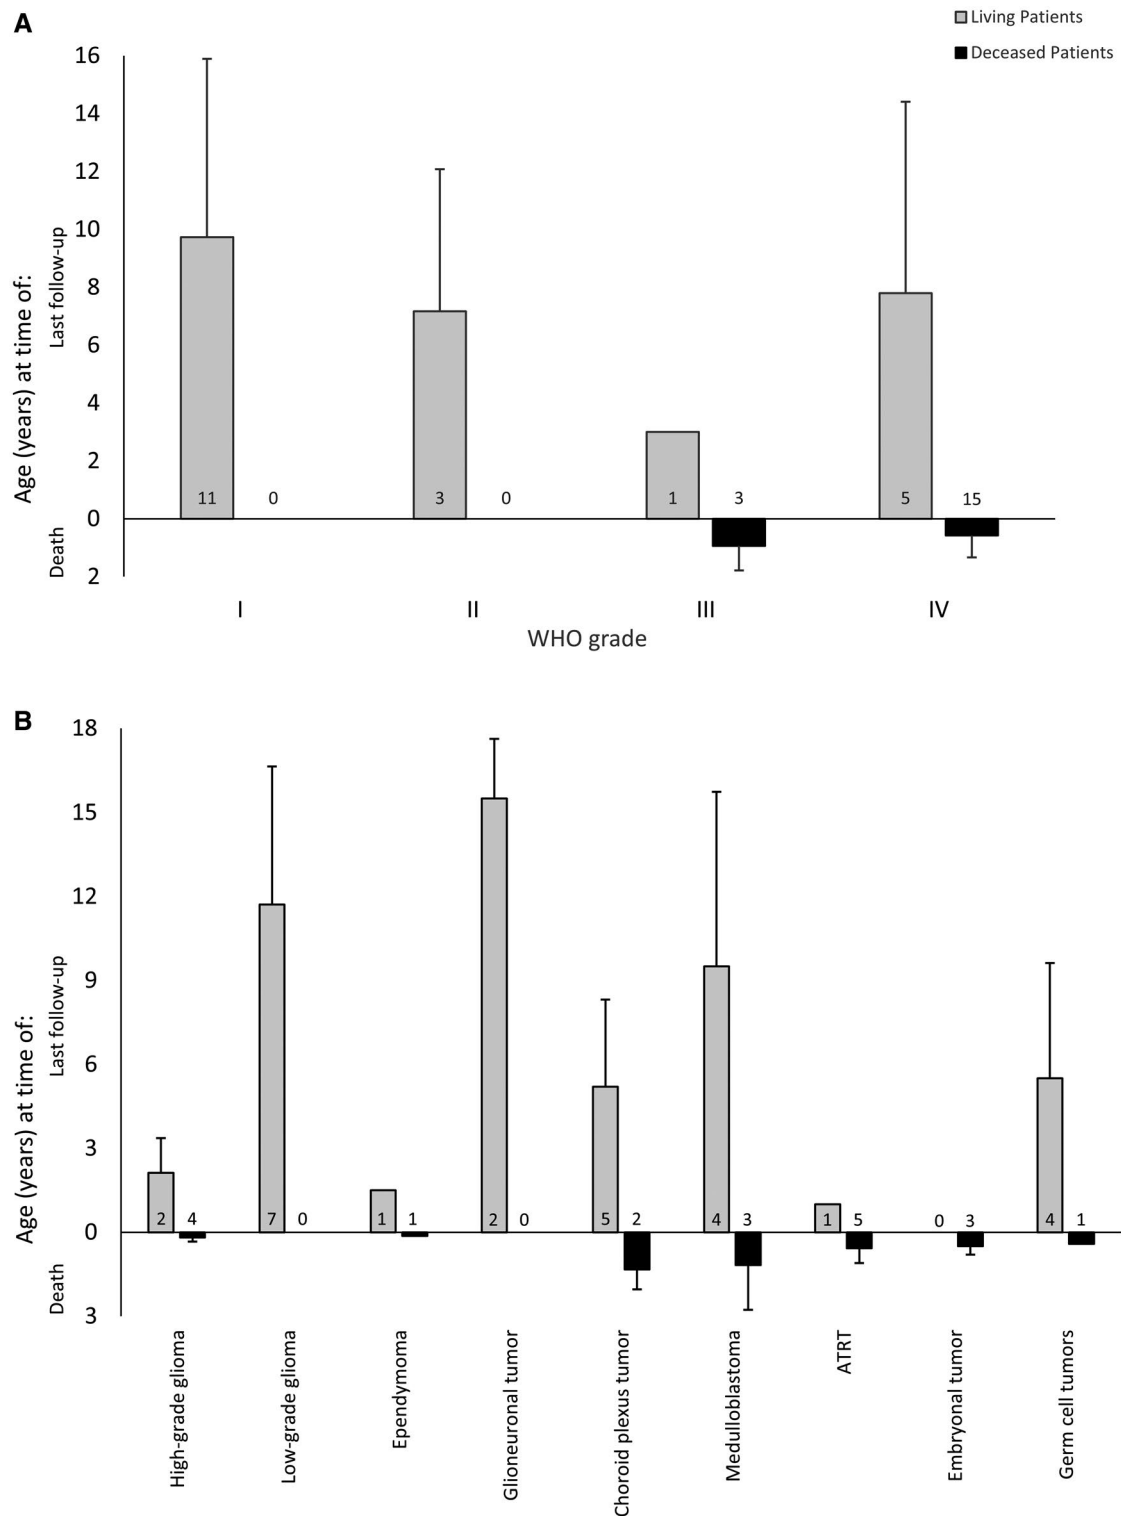 A
Living Patients
Deceased Patients
16
14
12
10
8
6
4
2
0
2
Age (years) at time of:
Last follow-up
Death
11 0 3 0 1 3 5 15
I II III IV
WHO grade
B
18
15
12
9
6
3
0
3
Age (years) at time of:
Last follow-up
Death
2 4 7 0 1 1 2 0 5 2 4 3 1 5 0 3 4 1
High-grade glioma
Low-grade glioma
Ependymoma
Glioneuronal tumor
Choroid plexus tumor
Medulloblastoma
ATRT
Embryonal tumor
Germ cell tumors